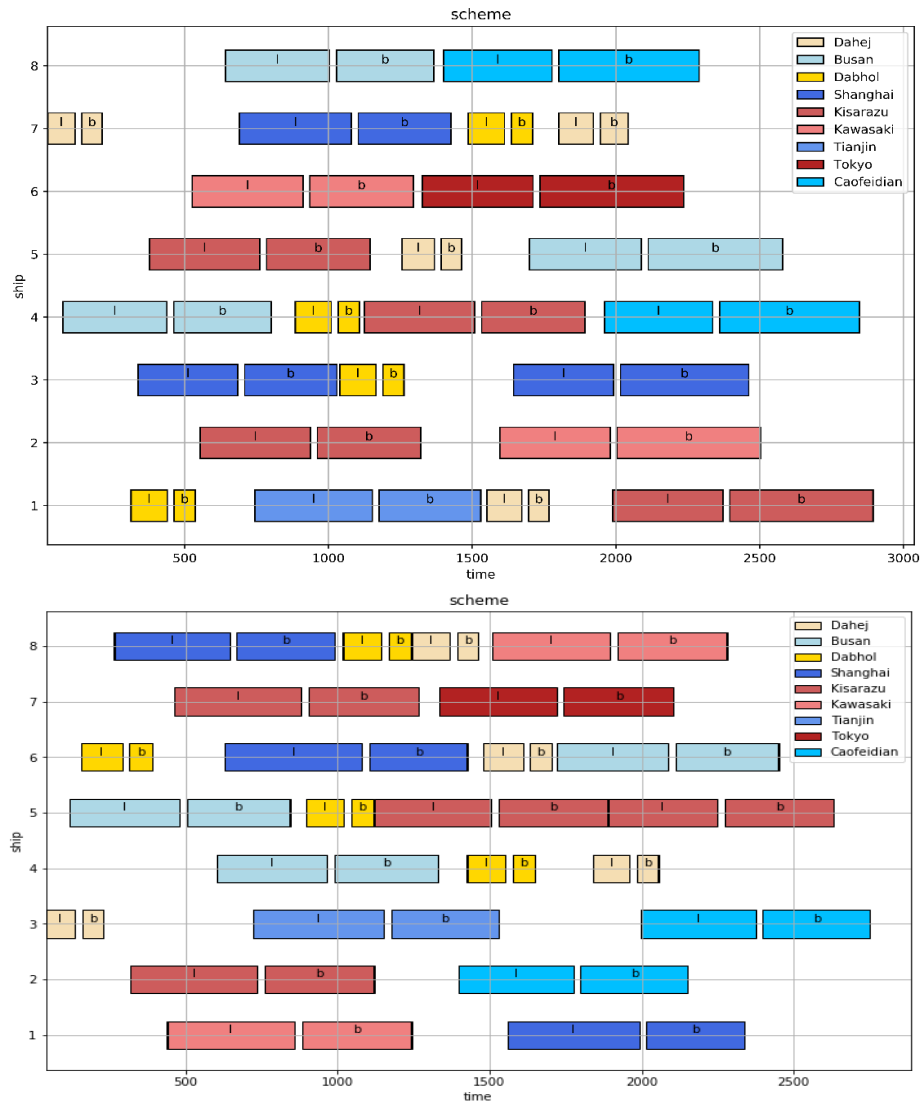 scheme
8 l b l b
7 l b l b l b l b
6 l b l b
5 l b l b l b
ship
4 l b l b l b l b
3 l b l b l b
2 l b l b
1 l b l b l b l b
500 1000 1500 2000 2500 3000
time
Dahej
Busan
Dabhol
Shanghai
Kisarazu
Kawasaki
Tianjin
Tokyo
Caofeidian
scheme
8 l b l b l b l b
7 l b l b
6 l b l b l b l b
5 l b l b l b l b
ship
4 l b l b l b
3 l b l b l b
2 l b l b
1 l b l b
500 1000 1500 2000 2500
time
Dahej
Busan
Dabhol
Shanghai
Kisarazu
Kawasaki
Tianjin
Tokyo
Caofeidian